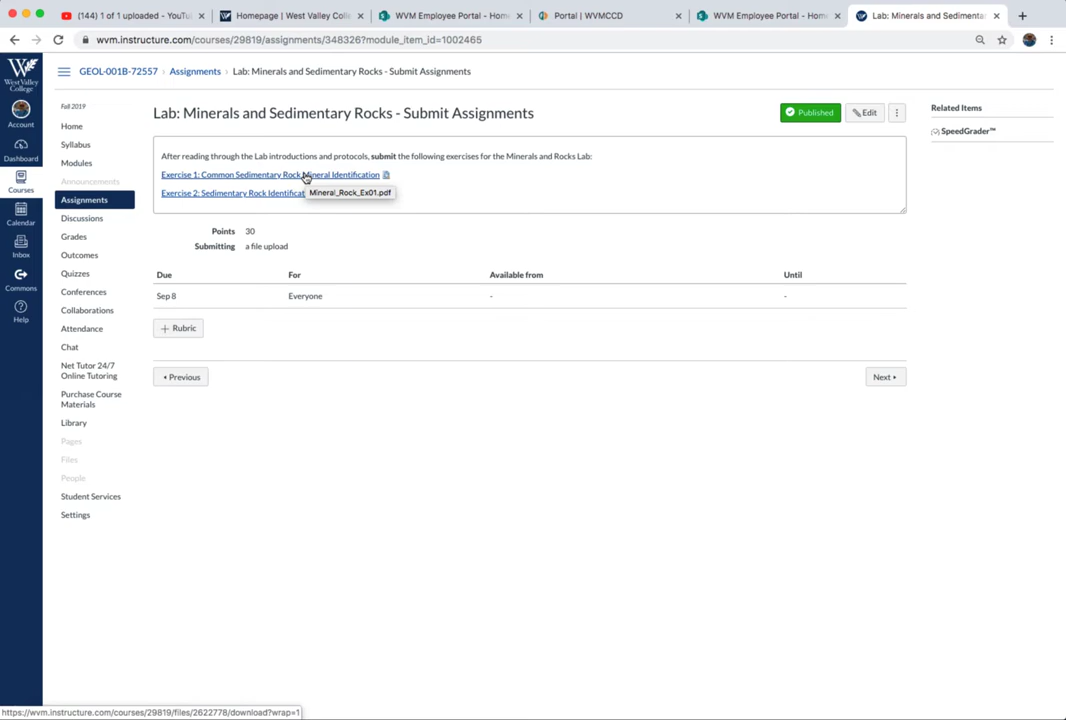 (144) 1 of 1 uploaded - YouTu
Homepage | West Valley Colle
WVM Employee Portal - Home
Portal | WVMCCD
WVM Employee Portal - Home
Lab: Minerals and Sedimentar
wvm.instructure.com/courses/29819/assignments/348326?module_item_id=1002465
West Valley College
Account
Dashboard
Courses
Calendar
Inbox
Commons
Help
GEOL-001B-72557 › Assignments › Lab: Minerals and Sedimentary Rocks - Submit Assignments
Fall 2019
Home
Syllabus
Modules
Announcements
Assignments
Discussions
Grades
Outcomes
Quizzes
Conferences
Collaborations
Attendance
Chat
Net Tutor 24/7
Online Tutoring
Purchase Course
Materials
Library
Pages
Files
People
Student Services
Settings
Lab: Minerals and Sedimentary Rocks - Submit Assignments
Published
Edit
After reading through the Lab introductions and protocols, submit the following exercises for the Minerals and Rocks Lab:
Exercise 1: Common Sedimentary Rock Mineral Identification
Exercise 2: Sedimentary Rock Identificat
Mineral_Rock_Ex01.pdf
Points 30
Submitting a file upload
Due For Available from Until
Sep 8 Everyone - -
+ Rubric
‹ Previous
Next ›
Related Items
SpeedGrader™
https://wvm.instructure.com/courses/29819/files/2622778/download?wrap=1